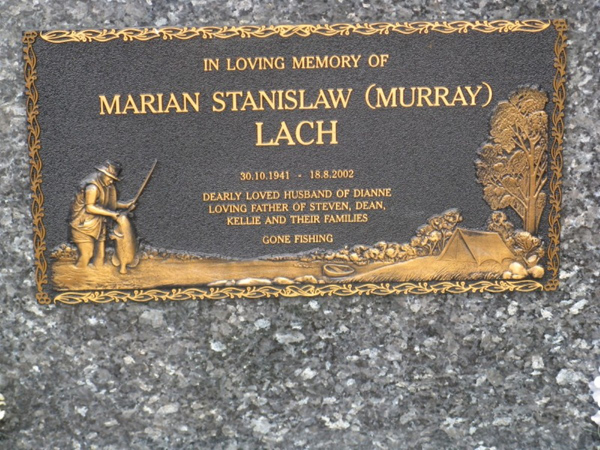 IN LOVING MEMORY OF
MARIAN STANISLAW (MURRAY)
LACH
30.10.1941 - 18.8.2002
DEARLY LOVED HUSBAND OF DIANNE
LOVING FATHER OF STEVEN, DEAN,
KELLIE AND THEIR FAMILIES
GONE FISHING